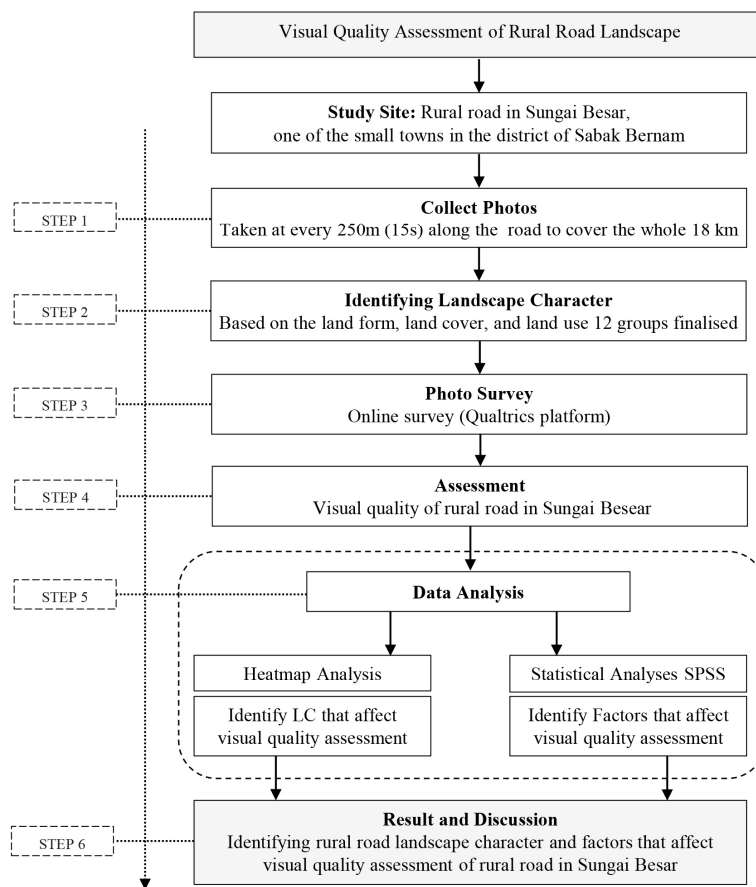 Visual Quality Assessment of Rural Road Landscape
Study Site: Rural road in Sungai Besar,
one of the small towns in the district of Sabak Bernam
STEP 1
Collect Photos
Taken at every 250m (15s) along the road to cover the whole 18 km
STEP 2
Identifying Landscape Character
Based on the land form, land cover, and land use 12 groups finalised
STEP 3
Photo Survey
Online survey (Qualtrics platform)
STEP 4
Assessment
Visual quality of rural road in Sungai Besear
STEP 5
Data Analysis
Heatmap Analysis
Identify LC that affect
visual quality assessment
Statistical Analyses SPSS
Identify Factors that affect
visual quality assessment
STEP 6
Result and Discussion
Identifying rural road landscape character and factors that affect
visual quality assessment of rural road in Sungai Besar